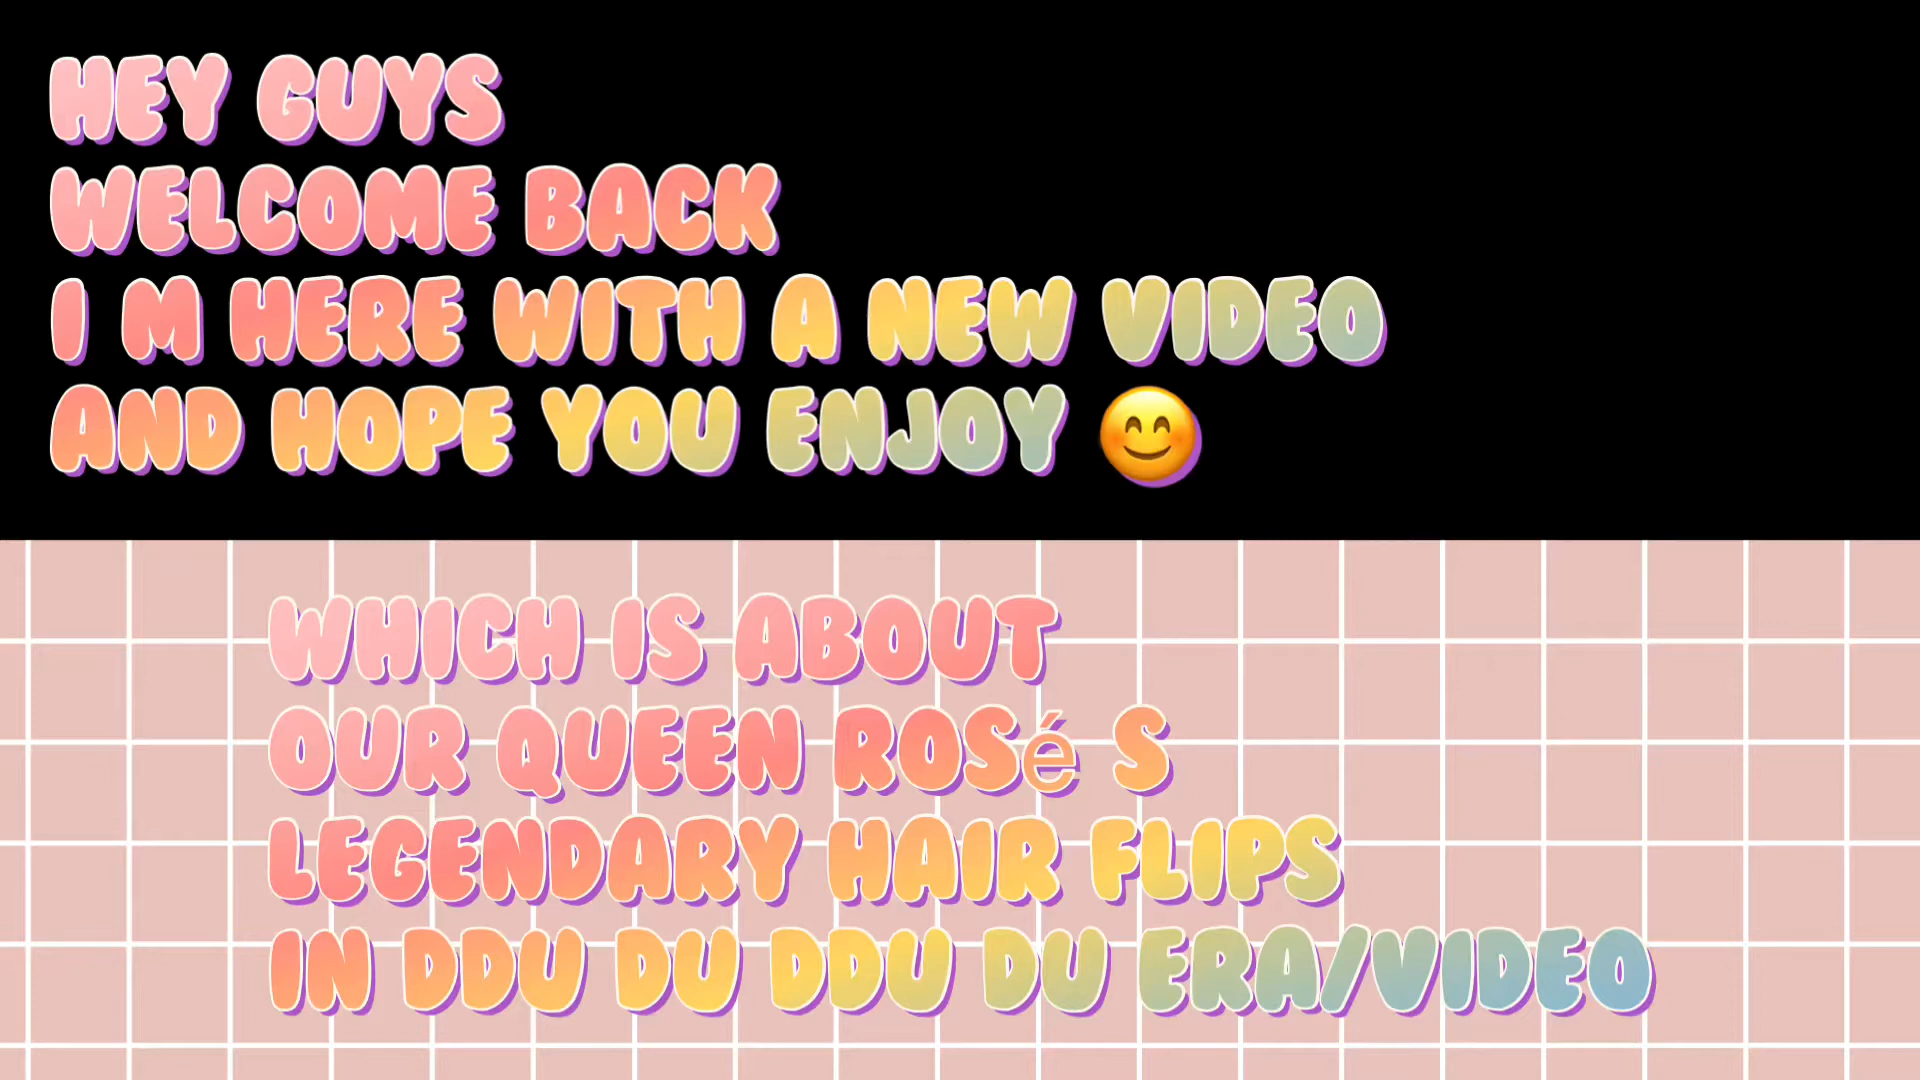 HEY GUYS
WELCOME BACK
I M HERE WITH A NEW VIDEO
AND HOPE YOU ENJOY 😊
WHICH IS ABOUT
OUR QUEEN ROSé S
LEGENDARY HAIR FLIPS
IN DDU DU DDU DU ERA/VIDEO